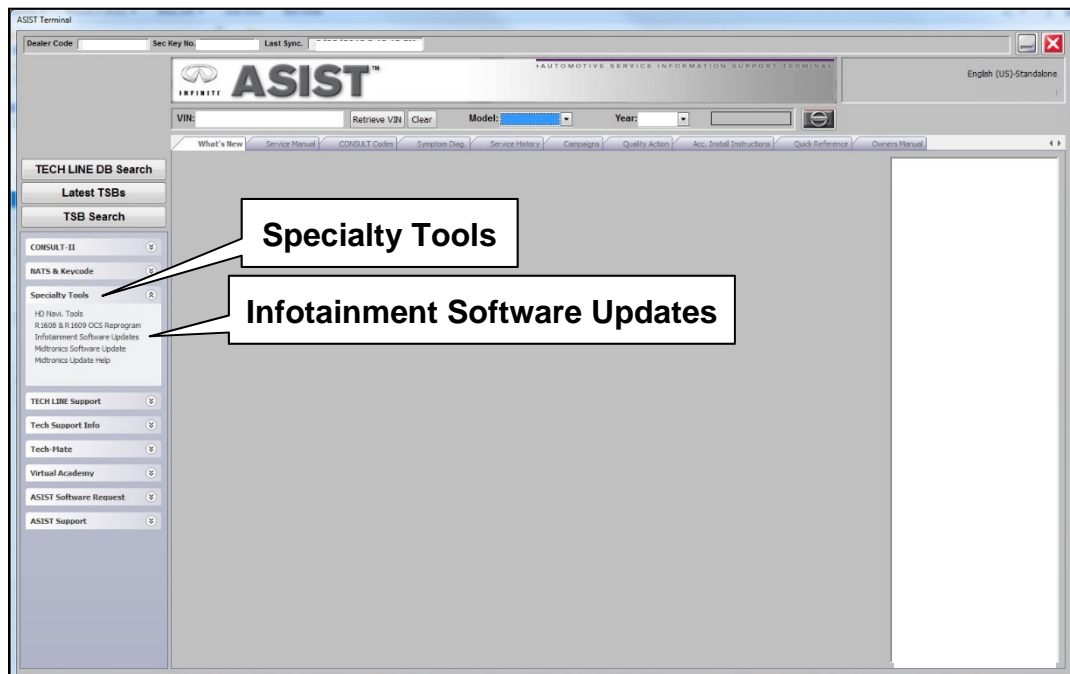 ASIST Terminal
Dealer Code Sec Key No. Last Sync.
INFINITI ASIST™
AUTOMOTIVE SERVICE INFORMATION SUPPORT TERMINAL
English (US)-Standalone
VIN: Retrieve VIN Clear Model: Year:
What's New Service Manual CONSULT Codes Symptom Diag. Service History Campaigns Quality Action Acc. Install Instructions Quick Reference Owners Manual
TECH LINE DB Search
Latest TSBs
TSB Search
CONSULT-II
NATS & Keycode
Specialty Tools
HD Navi. Tools
R1608 & R1609 OCS Reprogram
Infotainment Software Updates
Midtronics Software Update
Midtronics Update Help
TECH LINE Support
Tech Support Info
Tech-Mate
Virtual Academy
ASIST Software Request
ASIST Support
Specialty Tools
Infotainment Software Updates